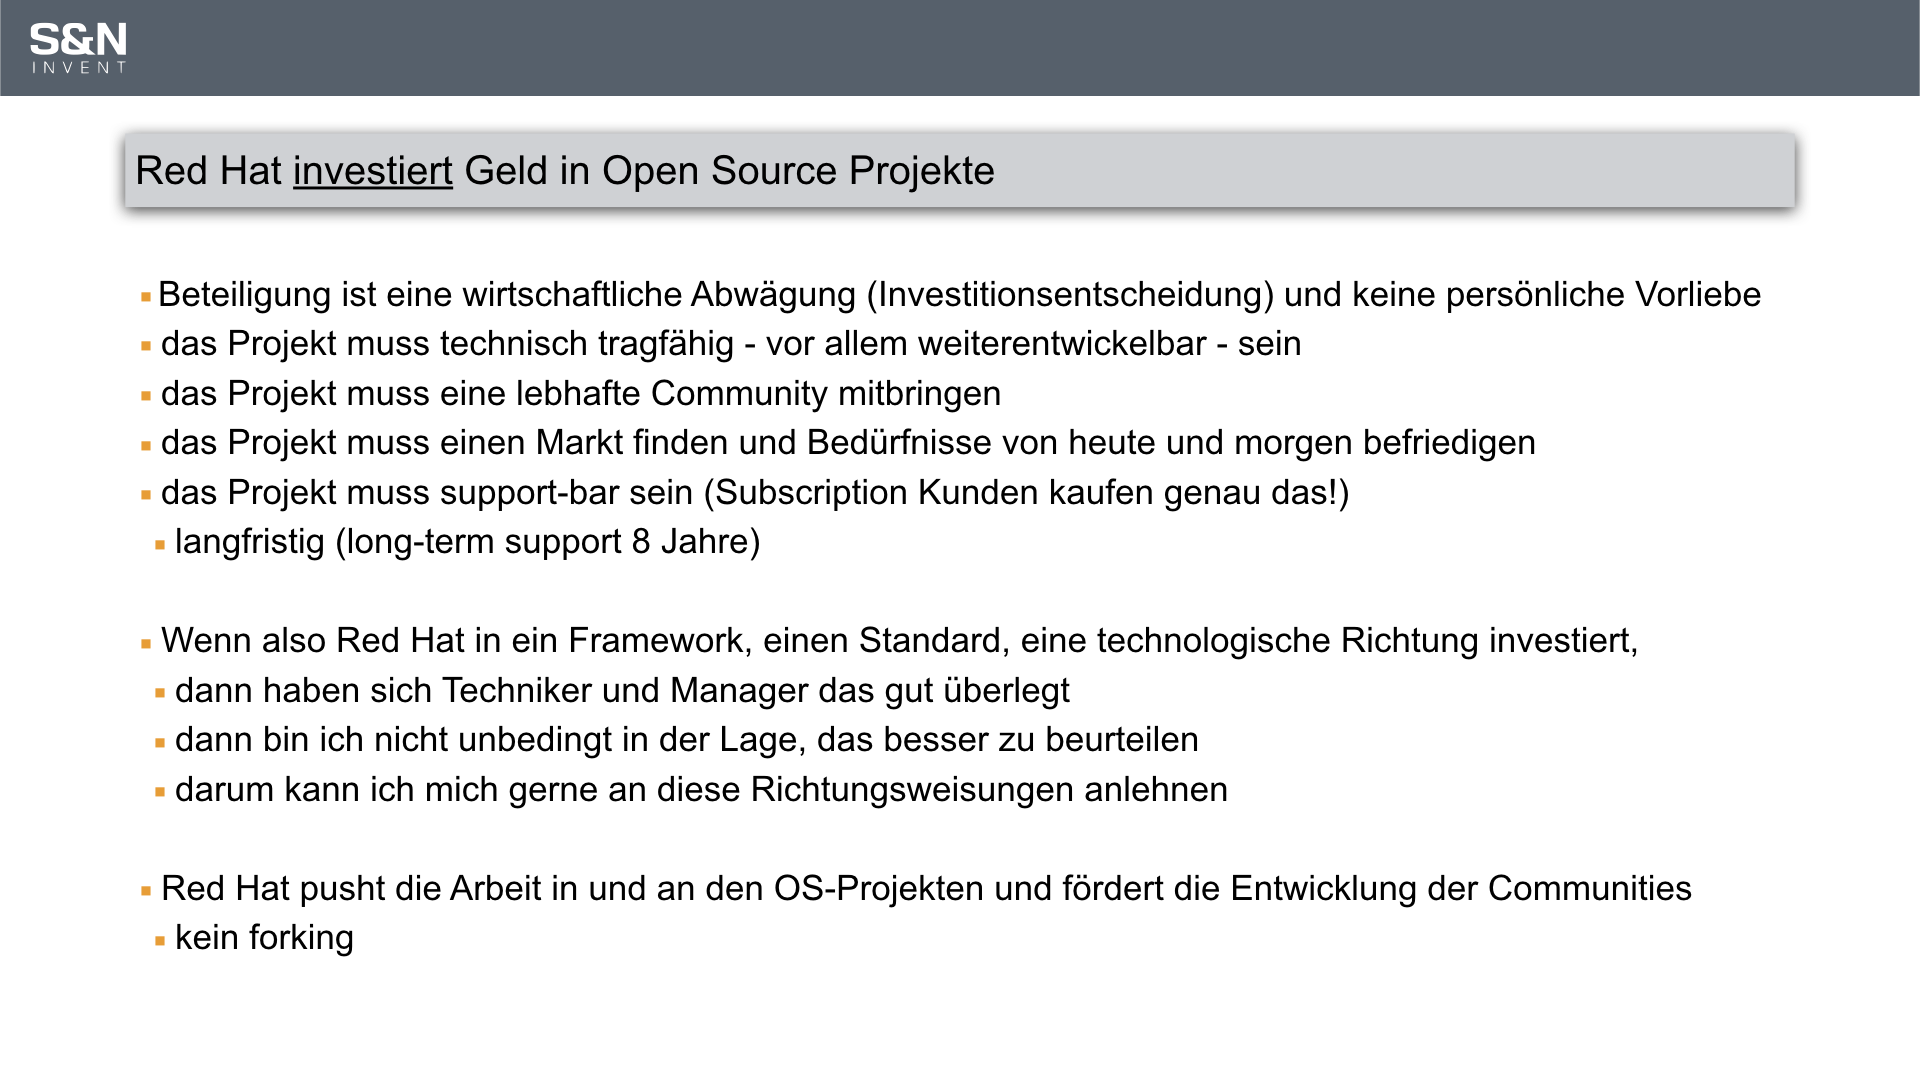 S&N
INVENT
Red Hat investiert Geld in Open Source Projekte
Beteiligung ist eine wirtschaftliche Abwägung (Investitionsentscheidung) und keine persönliche Vorliebe
das Projekt muss technisch tragfähig - vor allem weiterentwickelbar - sein
das Projekt muss eine lebhafte Community mitbringen
das Projekt muss einen Markt finden und Bedürfnisse von heute und morgen befriedigen
das Projekt muss support-bar sein (Subscription Kunden kaufen genau das!)
langfristig (long-term support 8 Jahre)
Wenn also Red Hat in ein Framework, einen Standard, eine technologische Richtung investiert,
dann haben sich Techniker und Manager das gut überlegt
dann bin ich nicht unbedingt in der Lage, das besser zu beurteilen
darum kann ich mich gerne an diese Richtungsweisungen anlehnen
Red Hat pusht die Arbeit in und an den OS-Projekten und fördert die Entwicklung der Communities
kein forking